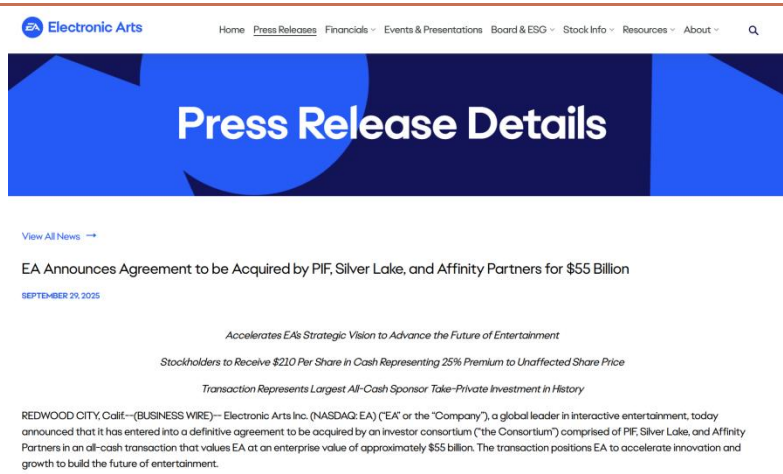 EA Electronic Arts
Home Press Releases Financials Events & Presentations Board & ESG Stock Info Resources About
Press Release Details
View All News →
EA Announces Agreement to be Acquired by PIF, Silver Lake, and Affinity Partners for $55 Billion
SEPTEMBER 29, 2025
Accelerates EA's Strategic Vision to Advance the Future of Entertainment
Stockholders to Receive $210 Per Share in Cash Representing 25% Premium to Unaffected Share Price
Transaction Represents Largest All-Cash Sponsor Take-Private Investment in History
REDWOOD CITY, Calif.--(BUSINESS WIRE)-- Electronic Arts Inc. (NASDAQ: EA) ("EA" or the "Company"), a global leader in interactive entertainment, today
announced that it has entered into a definitive agreement to be acquired by an investor consortium ("the Consortium") comprised of PIF, Silver Lake, and Affinity
Partners in an all-cash transaction that values EA at an enterprise value of approximately $55 billion. The transaction positions EA to accelerate innovation and
growth to build the future of entertainment.